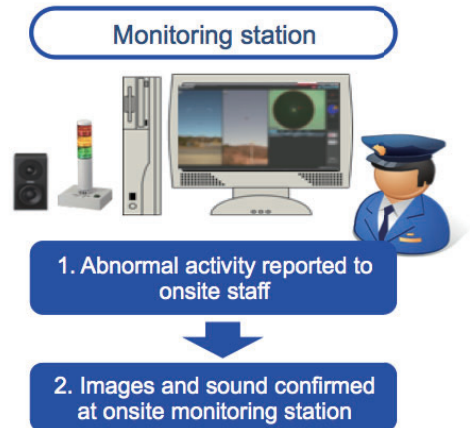 Monitoring station
1. Abnormal activity reported to
onsite staff
2. Images and sound confirmed
at onsite monitoring station